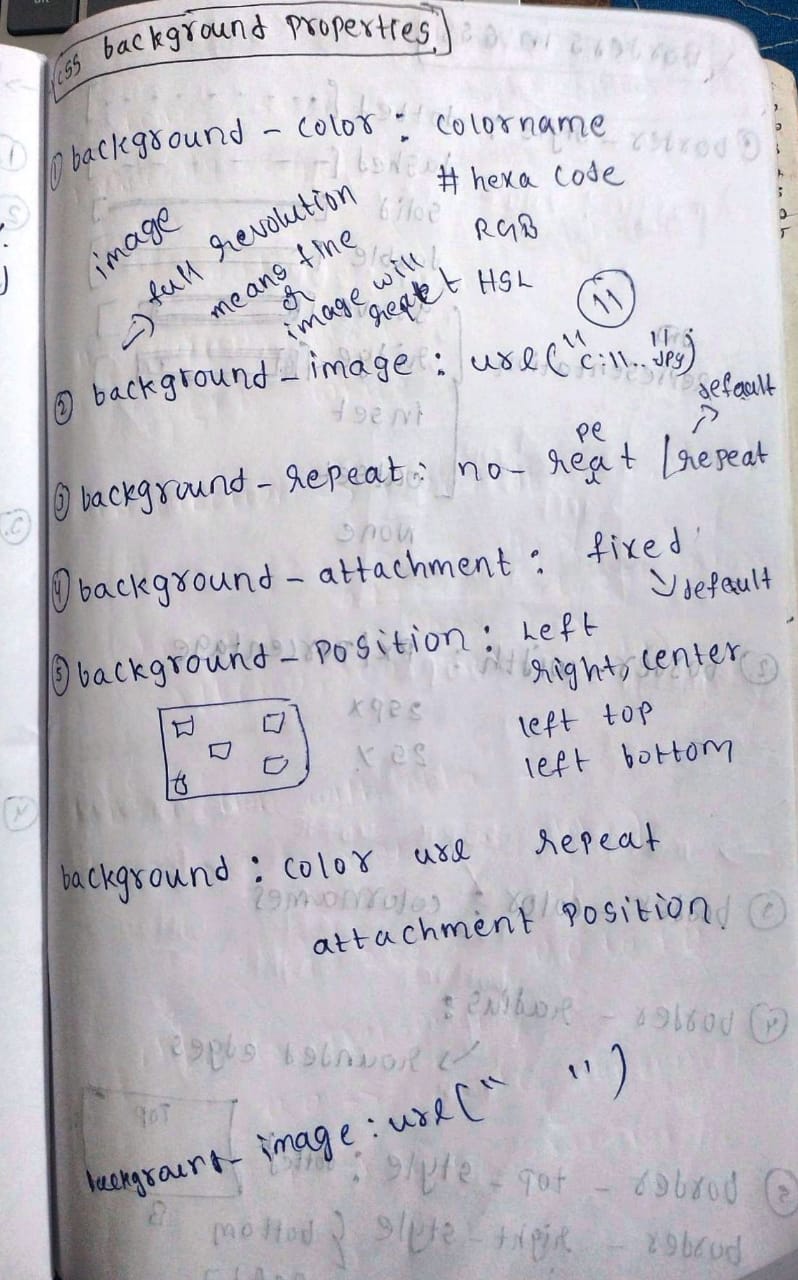 css background properties
① background - color : colorname
# hexa code
RGB
HSL
image
→ full revolution
means fine
or
image will
repet
11
② background - image : url("c:\\..jpg")
default
③ background - repeat : no - repeat | repeat
④ background - attachment : fixed
default
⑤ background - position : Left
right, center
left top
left bottom
background : color url repeat
attachment position.
background - image : url(" ")